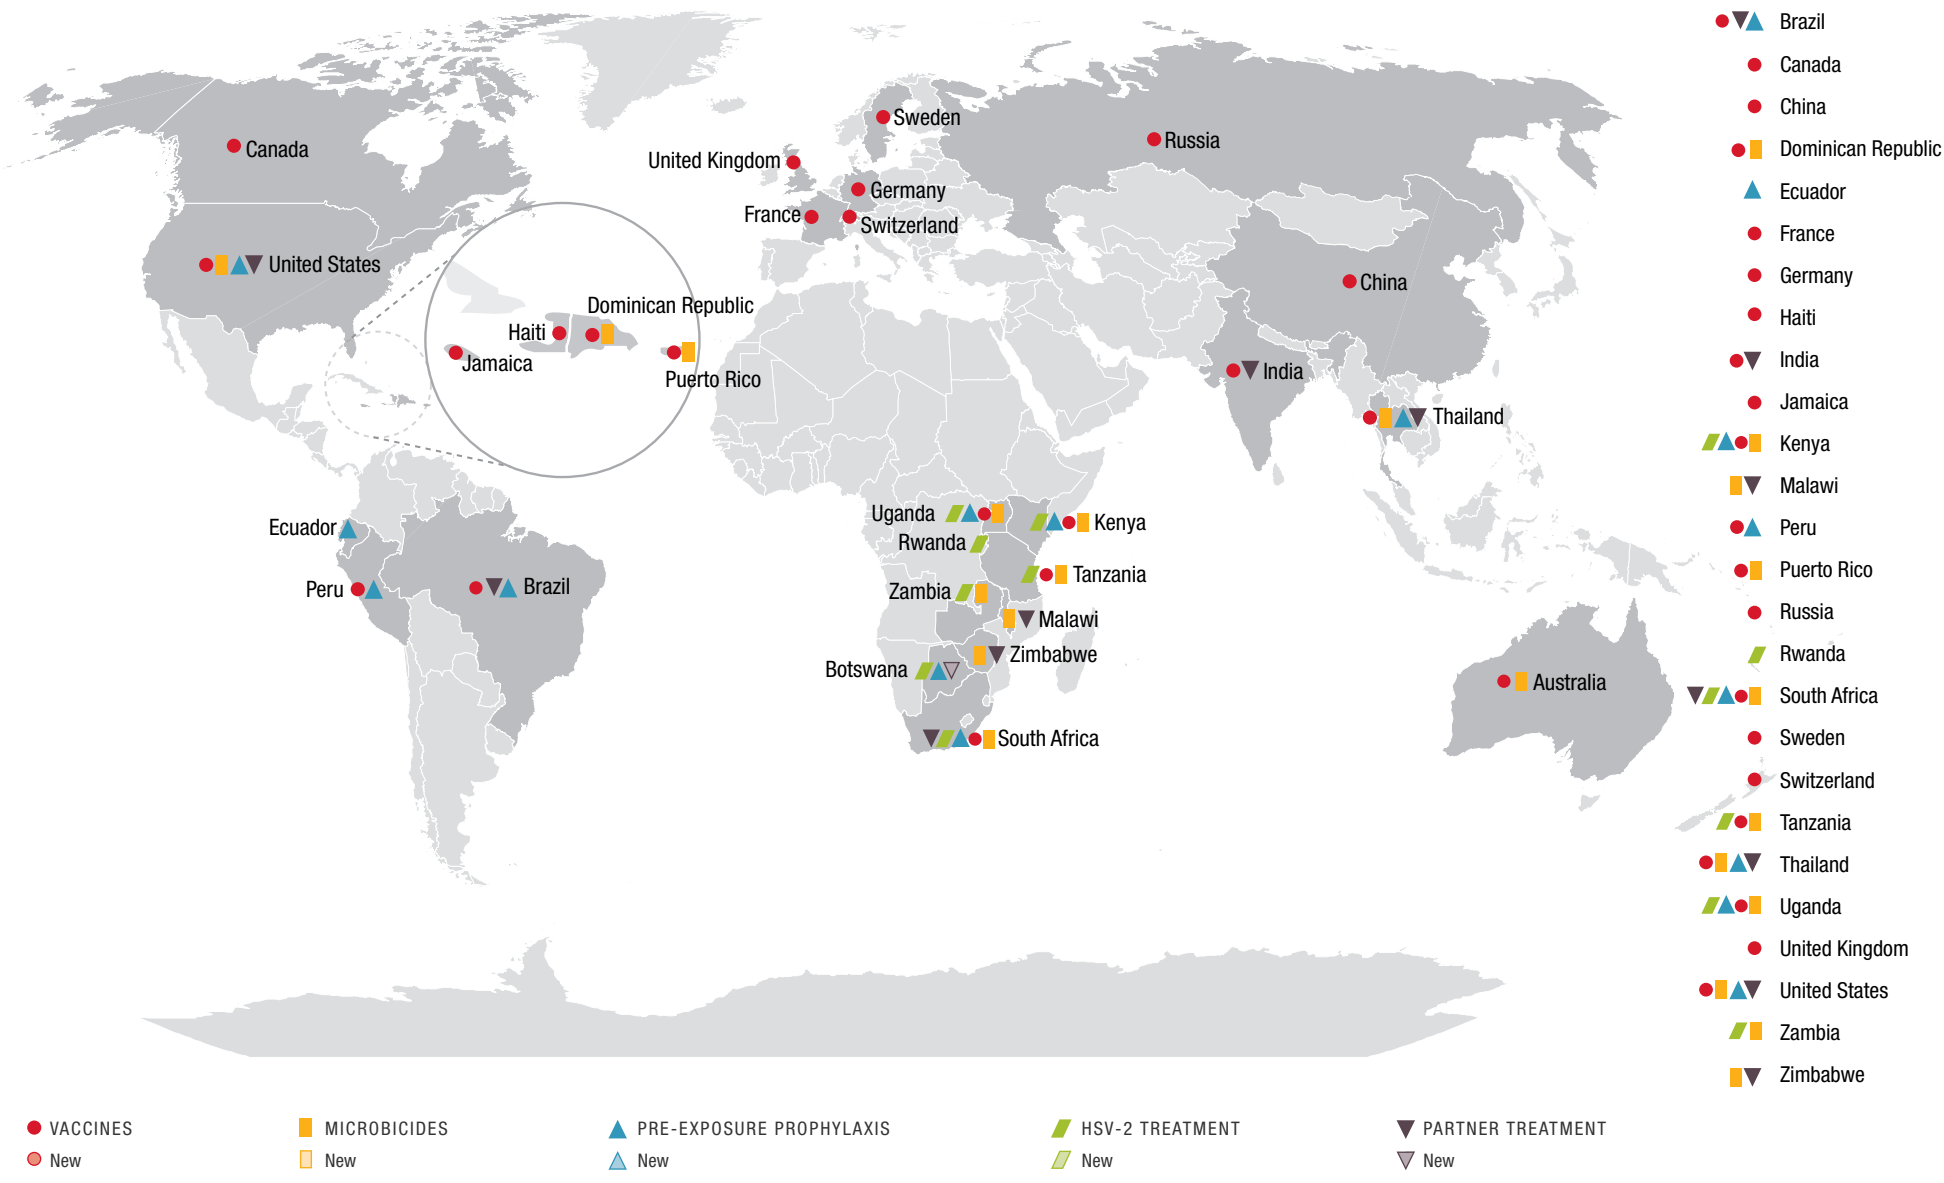 Sweden
Canada
United Kingdom
Russia
Germany
France
Switzerland
United States
China
Dominican Republic
Haiti
Jamaica
Puerto Rico
India
Thailand
Ecuador
Uganda
Kenya
Rwanda
Peru
Brazil
Tanzania
Zambia
Malawi
Zimbabwe
Botswana
Australia
South Africa
Brazil
Canada
China
Dominican Republic
Ecuador
France
Germany
Haiti
India
Jamaica
Kenya
Malawi
Peru
Puerto Rico
Russia
Rwanda
South Africa
Sweden
Switzerland
Tanzania
Thailand
Uganda
United Kingdom
United States
Zambia
Zimbabwe
VACCINES
New
MICROBICIDES
New
PRE-EXPOSURE PROPHYLAXIS
New
HSV-2 TREATMENT
New
PARTNER TREATMENT
New